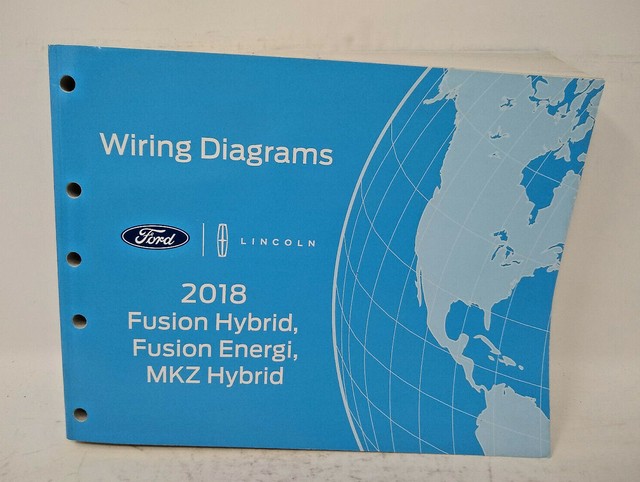 Wiring Diagrams
Ford | LINCOLN
2018
Fusion Hybrid,
Fusion Energi,
MKZ Hybrid